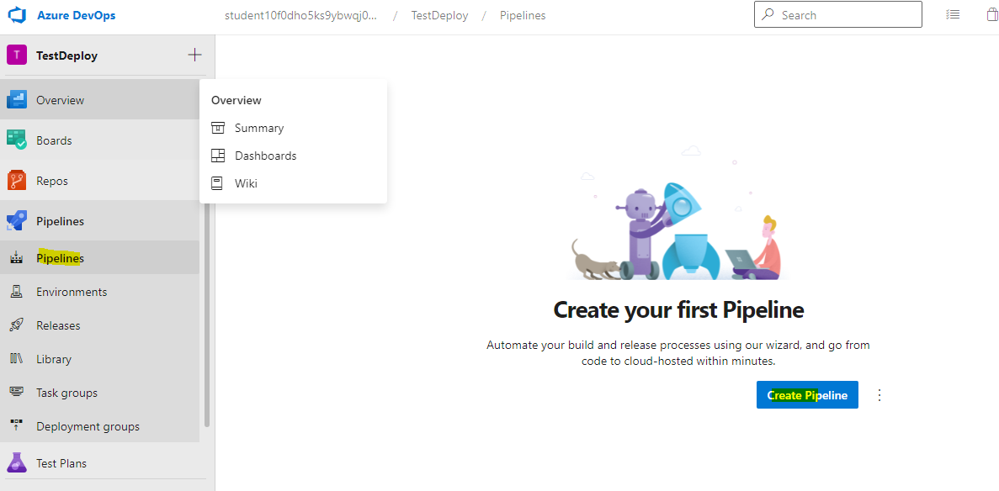 Azure DevOps
student10f0dho5ks9ybwqj0... / TestDeploy / Pipelines
Search
T TestDeploy
Overview
Boards
Repos
Pipelines
Pipelines
Environments
Releases
Library
Task groups
Deployment groups
Test Plans
Overview
Summary
Dashboards
Wiki
Create your first Pipeline
Automate your build and release processes using our wizard, and go from
code to cloud-hosted within minutes.
Create Pipeline